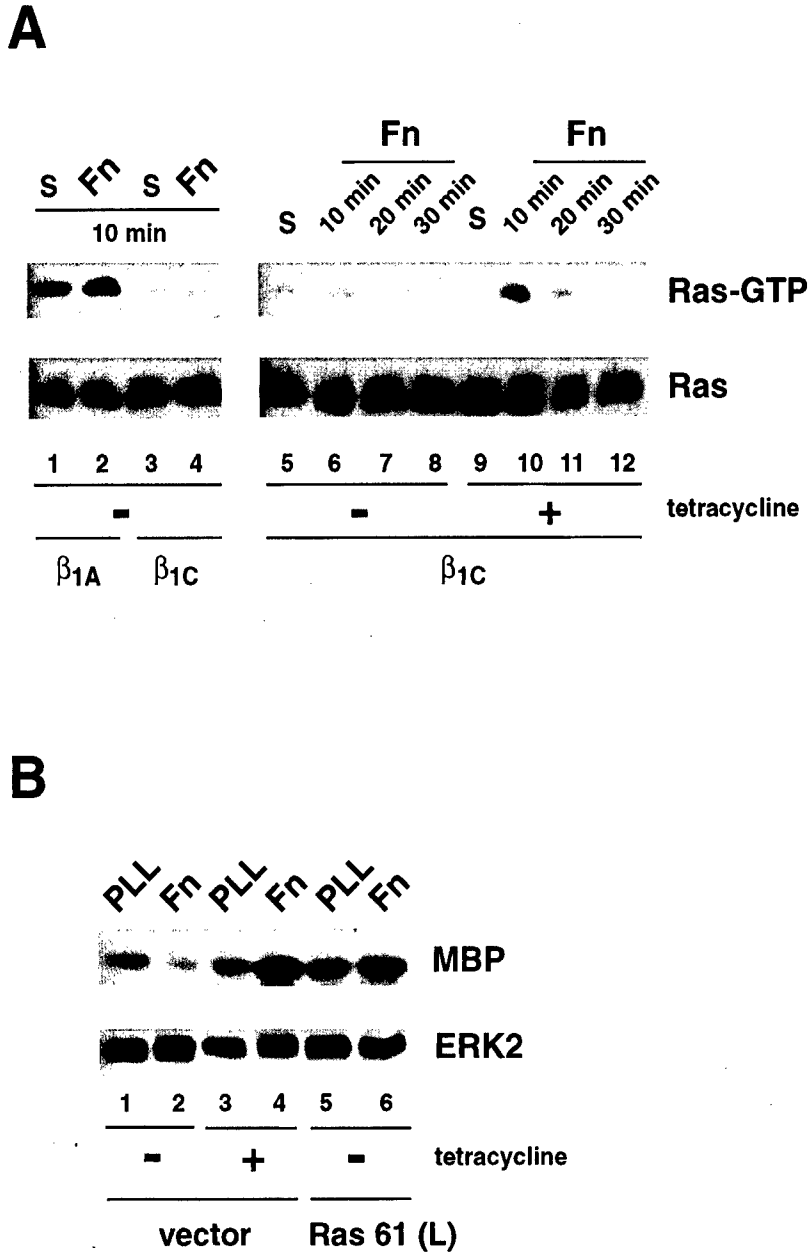 A
Fn Fn
S Fn S Fn
S 10 min 20 min 30 min S 10 min 20 min 30 min
10 min
Ras-GTP
Ras
1 2 3 4 5 6 7 8 9 10 11 12
- - + tetracycline
β1A β1C β1C
B
PLL Fn PLL Fn PLL Fn
MBP
ERK2
1 2 3 4 5 6
- + - tetracycline
vector Ras 61 (L)